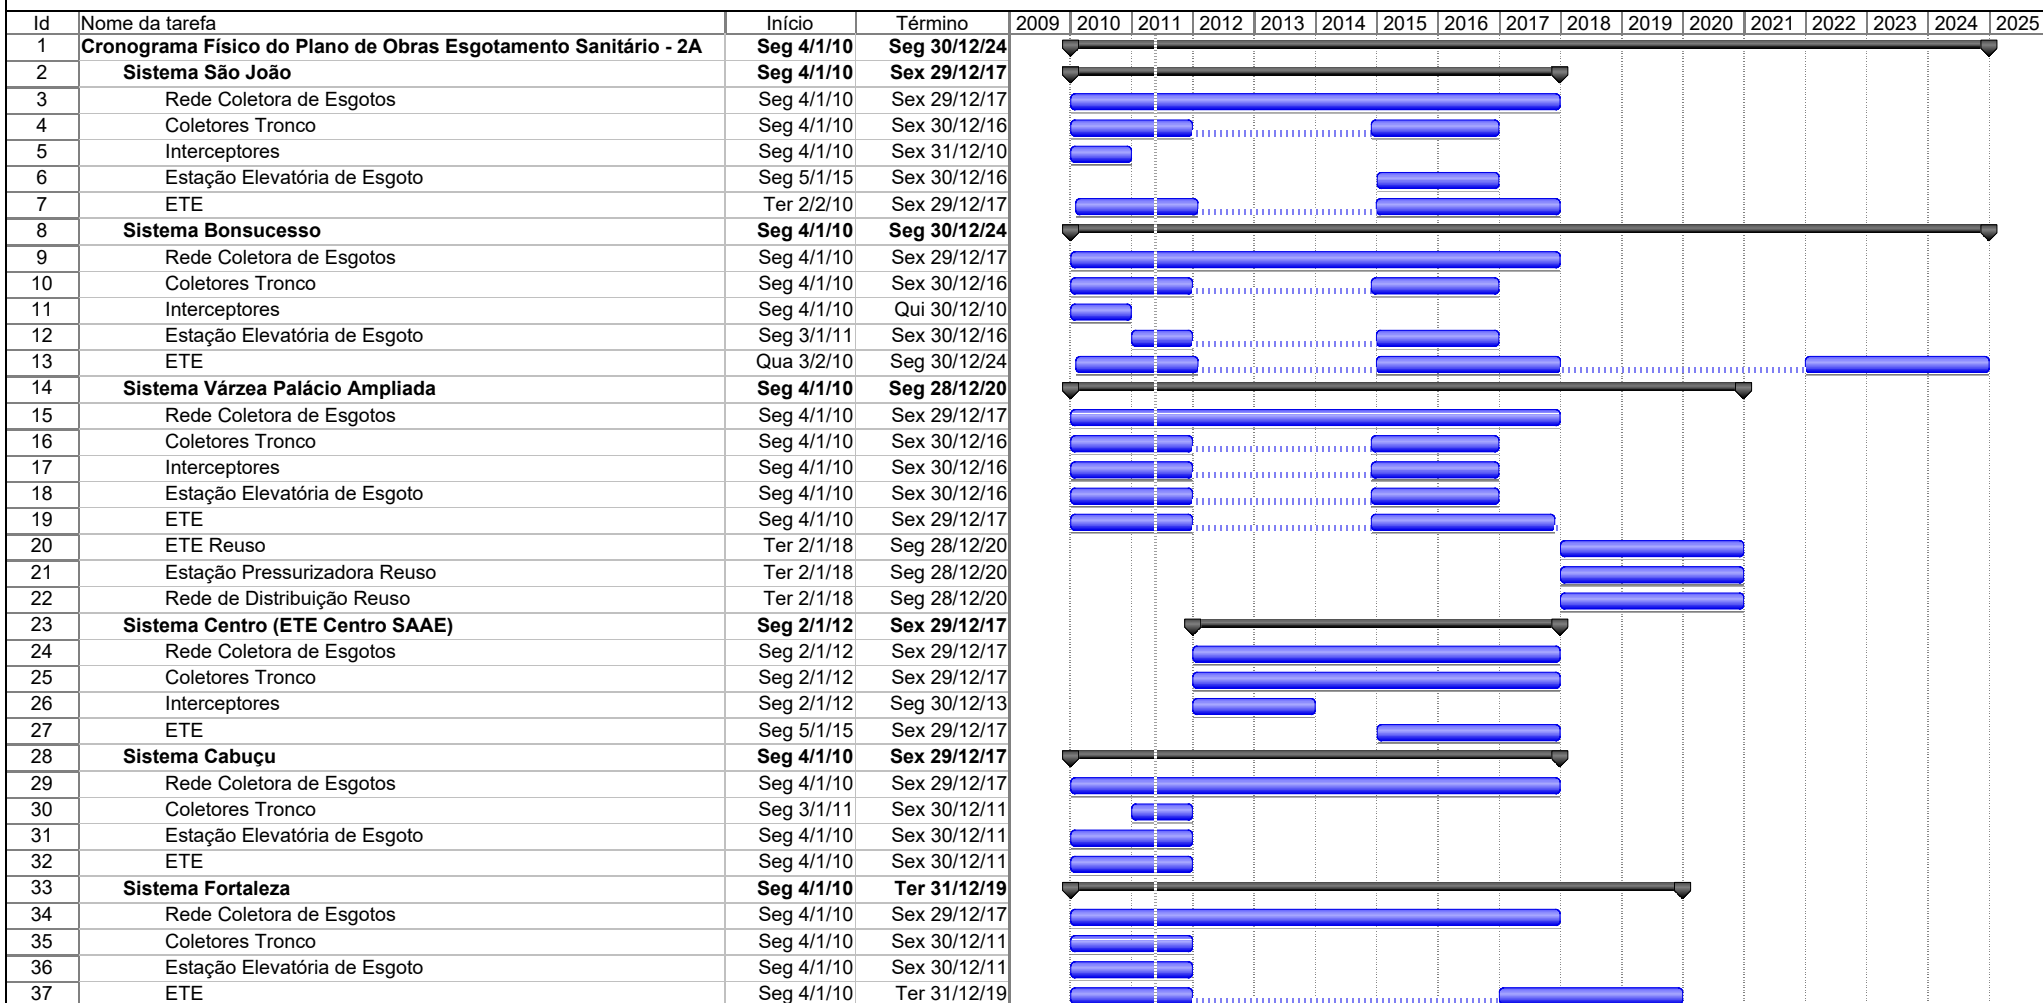 Id Nome da tarefa Início Término 2009 2010 2011 2012 2013 2014 2015 2016 2017 2018 2019 2020 2021 2022 2023 2024 2025
1 Cronograma Físico do Plano de Obras Esgotamento Sanitário - 2A Seg 4/1/10 Seg 30/12/24
2 Sistema São João Seg 4/1/10 Sex 29/12/17
3 Rede Coletora de Esgotos Seg 4/1/10 Sex 29/12/17
4 Coletores Tronco Seg 4/1/10 Sex 30/12/16
5 Interceptores Seg 4/1/10 Sex 31/12/10
6 Estação Elevatória de Esgoto Seg 5/1/15 Sex 30/12/16
7 ETE Ter 2/2/10 Sex 29/12/17
8 Sistema Bonsucesso Seg 4/1/10 Seg 30/12/24
9 Rede Coletora de Esgotos Seg 4/1/10 Sex 29/12/17
10 Coletores Tronco Seg 4/1/10 Sex 30/12/16
11 Interceptores Seg 4/1/10 Qui 30/12/10
12 Estação Elevatória de Esgoto Seg 3/1/11 Sex 30/12/16
13 ETE Qua 3/2/10 Seg 30/12/24
14 Sistema Várzea Palácio Ampliada Seg 4/1/10 Seg 28/12/20
15 Rede Coletora de Esgotos Seg 4/1/10 Sex 29/12/17
16 Coletores Tronco Seg 4/1/10 Sex 30/12/16
17 Interceptores Seg 4/1/10 Sex 30/12/16
18 Estação Elevatória de Esgoto Seg 4/1/10 Sex 30/12/16
19 ETE Seg 4/1/10 Sex 29/12/17
20 ETE Reuso Ter 2/1/18 Seg 28/12/20
21 Estação Pressurizadora Reuso Ter 2/1/18 Seg 28/12/20
22 Rede de Distribuição Reuso Ter 2/1/18 Seg 28/12/20
23 Sistema Centro (ETE Centro SAAE) Seg 2/1/12 Sex 29/12/17
24 Rede Coletora de Esgotos Seg 2/1/12 Sex 29/12/17
25 Coletores Tronco Seg 2/1/12 Sex 29/12/17
26 Interceptores Seg 2/1/12 Seg 30/12/13
27 ETE Seg 5/1/15 Sex 29/12/17
28 Sistema Cabuçu Seg 4/1/10 Sex 29/12/17
29 Rede Coletora de Esgotos Seg 4/1/10 Sex 29/12/17
30 Coletores Tronco Seg 3/1/11 Sex 30/12/11
31 Estação Elevatória de Esgoto Seg 4/1/10 Sex 30/12/11
32 ETE Seg 4/1/10 Sex 30/12/11
33 Sistema Fortaleza Seg 4/1/10 Ter 31/12/19
34 Rede Coletora de Esgotos Seg 4/1/10 Sex 29/12/17
35 Coletores Tronco Seg 4/1/10 Sex 30/12/11
36 Estação Elevatória de Esgoto Seg 4/1/10 Sex 30/12/11
37 ETE Seg 4/1/10 Ter 31/12/19